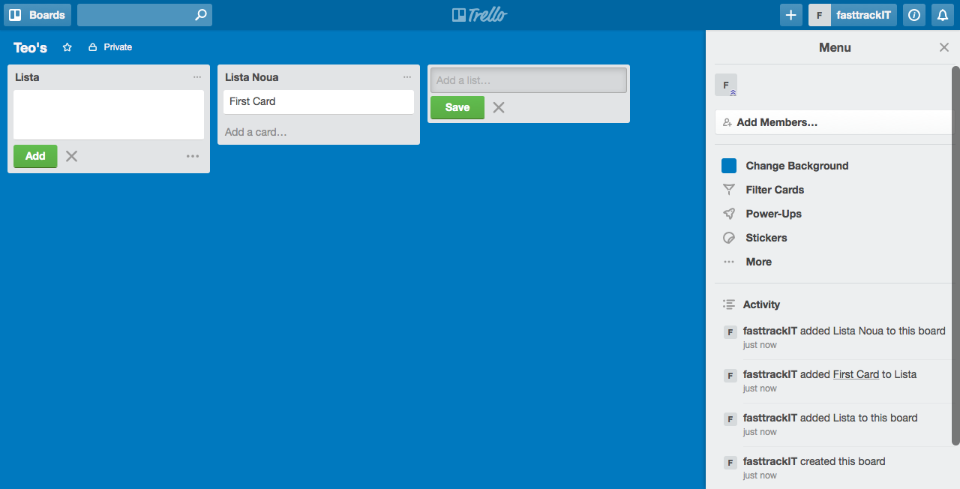 Boards
Trello
F fasttrackIT
Teo's Private
Lista ...
Add ...
Lista Noua ...
First Card
Add a card...
Add a list...
Save
Menu
F
Add Members...
Change Background
Filter Cards
Power-Ups
Stickers
... More
Activity
F fasttrackIT added Lista Noua to this board
just now
F fasttrackIT added First Card to Lista
just now
F fasttrackIT added Lista to this board
just now
F fasttrackIT created this board
just now